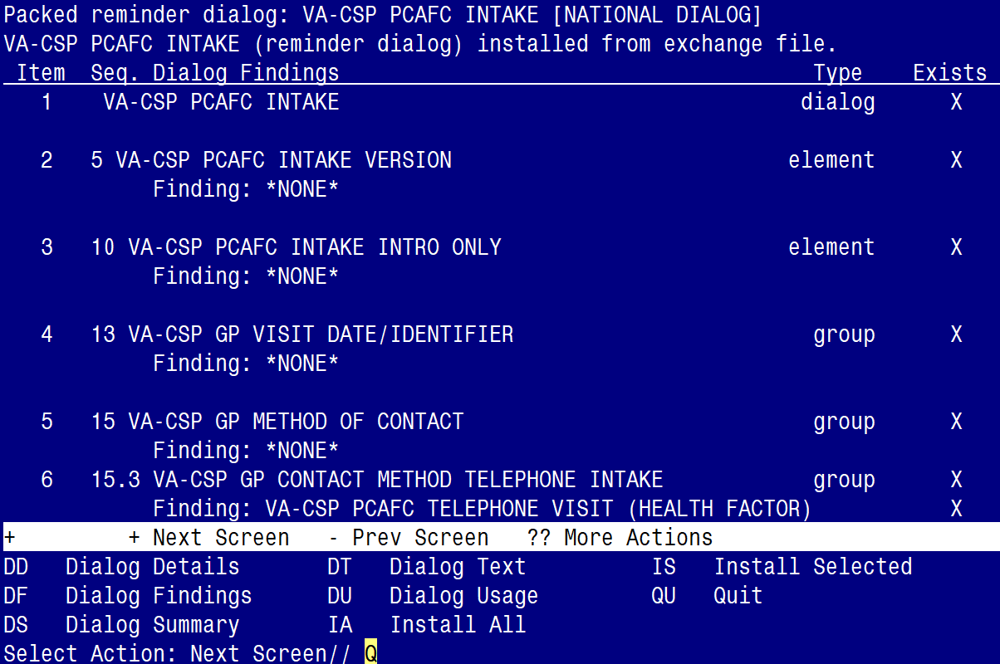 Packed reminder dialog: VA-CSP PCAFC INTAKE [NATIONAL DIALOG]
VA-CSP PCAFC INTAKE (reminder dialog) installed from exchange file.
Item  Seq. Dialog Findings  Type  Exists
1  VA-CSP PCAFC INTAKE  dialog  X
2  5 VA-CSP PCAFC INTAKE VERSION  element  X
Finding: *NONE*
3  10 VA-CSP PCAFC INTAKE INTRO ONLY  element  X
Finding: *NONE*
4  13 VA-CSP GP VISIT DATE/IDENTIFIER  group  X
Finding: *NONE*
5  15 VA-CSP GP METHOD OF CONTACT  group  X
Finding: *NONE*
6  15.3 VA-CSP GP CONTACT METHOD TELEPHONE INTAKE  group  X
Finding: VA-CSP PCAFC TELEPHONE VISIT (HEALTH FACTOR)  X
+  + Next Screen  - Prev Screen  ?? More Actions
DD  Dialog Details  DT  Dialog Text  IS  Install Selected
DF  Dialog Findings  DU  Dialog Usage  QU  Quit
DS  Dialog Summary  IA  Install All
Select Action: Next Screen// Q